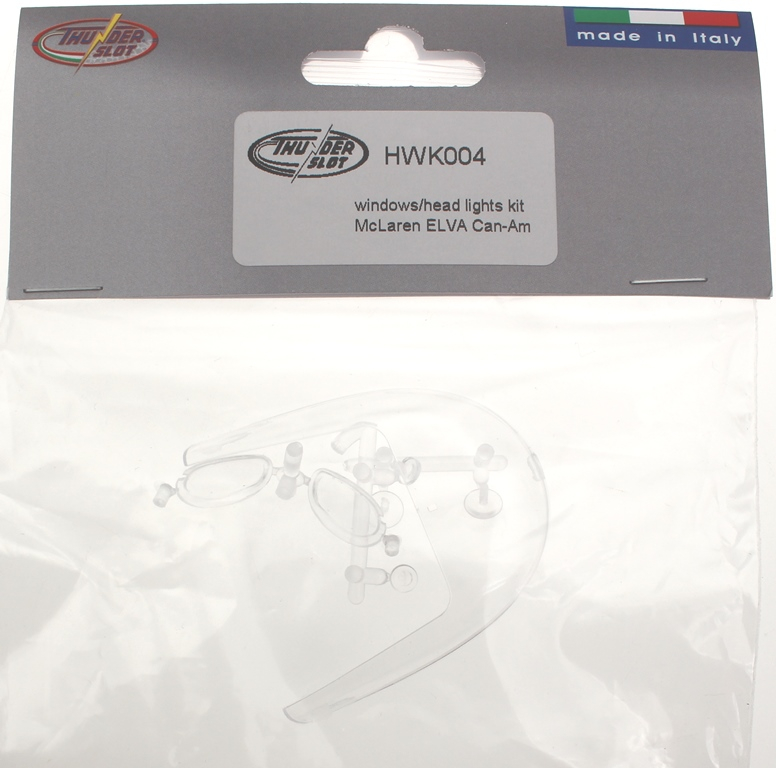 THUNDER
SLOT
made in Italy
THUNDER
SLOT
HWK004
windows/head lights kit
McLaren ELVA Can-Am